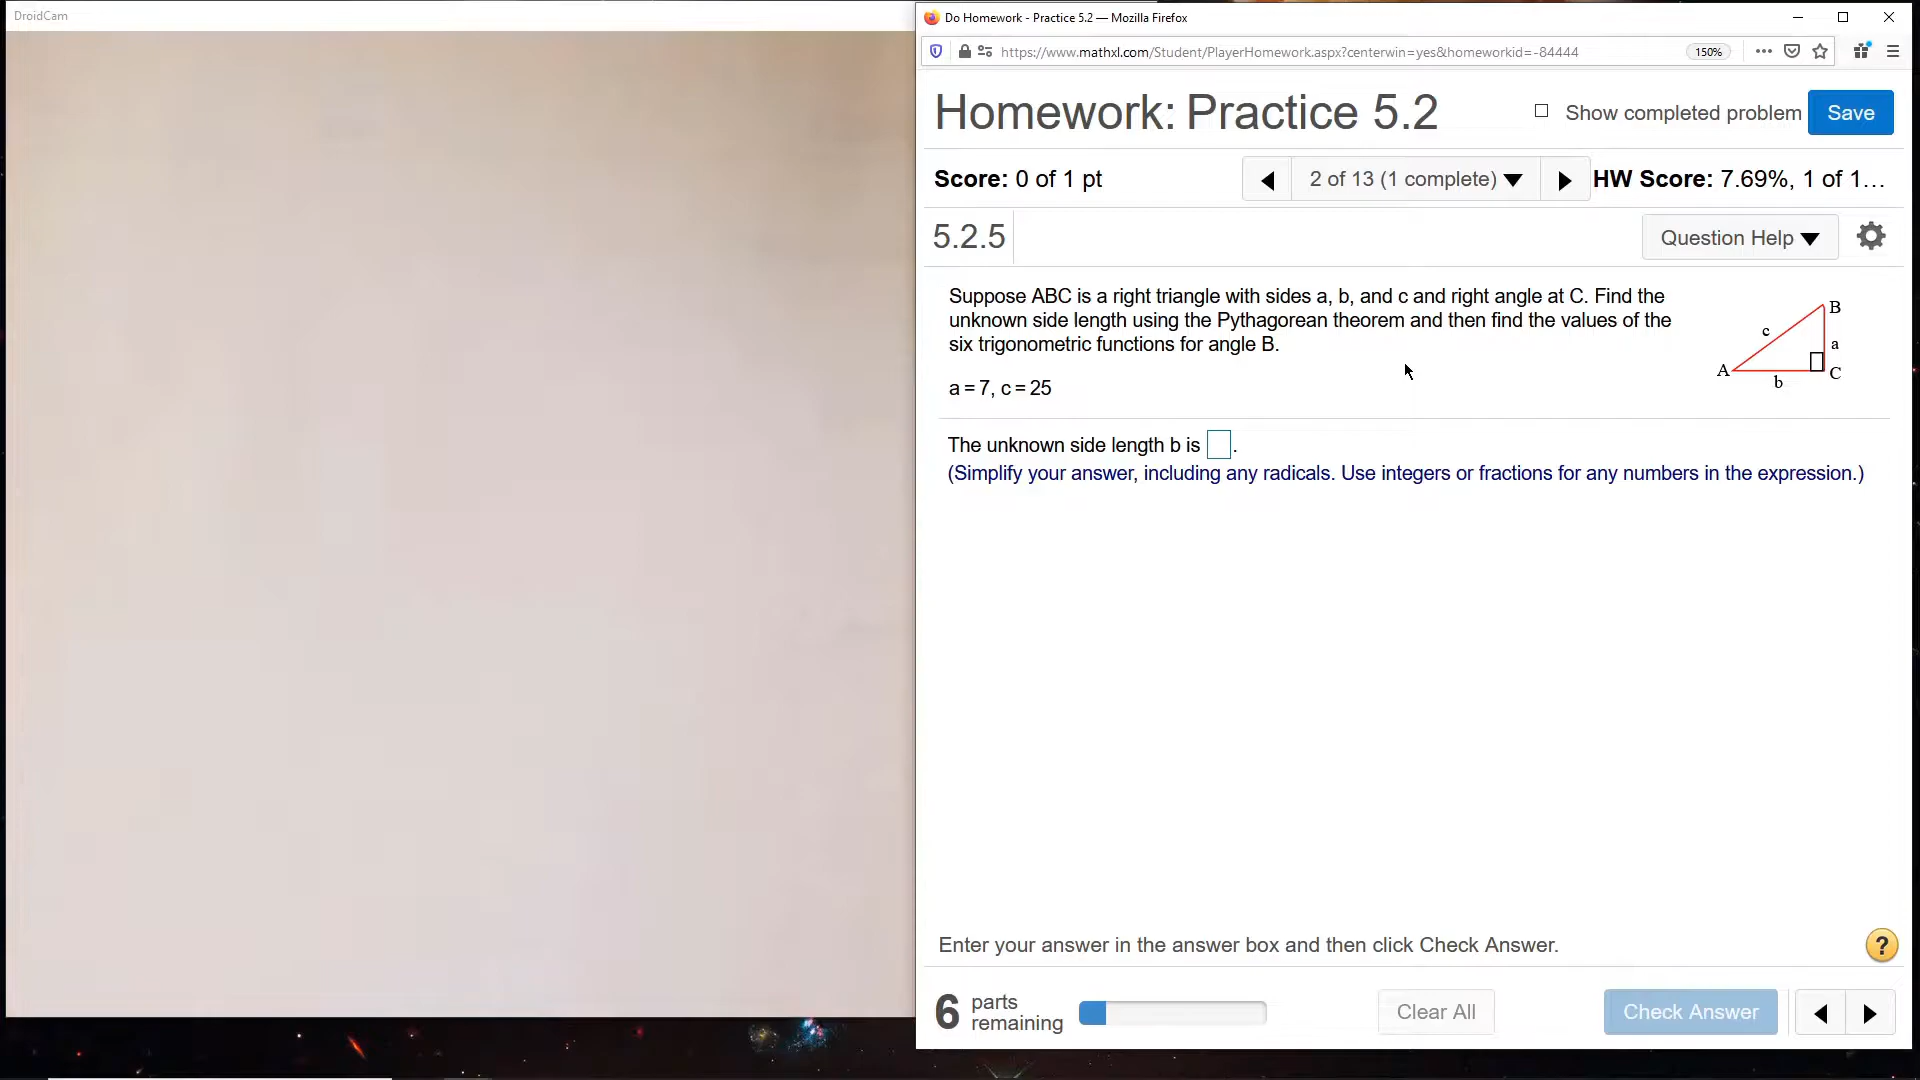 DroidCam
Do Homework - Practice 5.2 — Mozilla Firefox
https://www.mathxl.com/Student/PlayerHomework.aspx?centerwin=yes&homeworkid=-84444
150%
Homework: Practice 5.2
Show completed problem
Save
Score: 0 of 1 pt
2 of 13 (1 complete)
HW Score: 7.69%, 1 of 1…
5.2.5
Question Help
Suppose ABC is a right triangle with sides a, b, and c and right angle at C. Find the
unknown side length using the Pythagorean theorem and then find the values of the
six trigonometric functions for angle B.
a = 7, c = 25
B
c
a
A
b
C
The unknown side length b is .
(Simplify your answer, including any radicals. Use integers or fractions for any numbers in the expression.)
Enter your answer in the answer box and then click Check Answer.
?
6 parts
remaining
Clear All
Check Answer